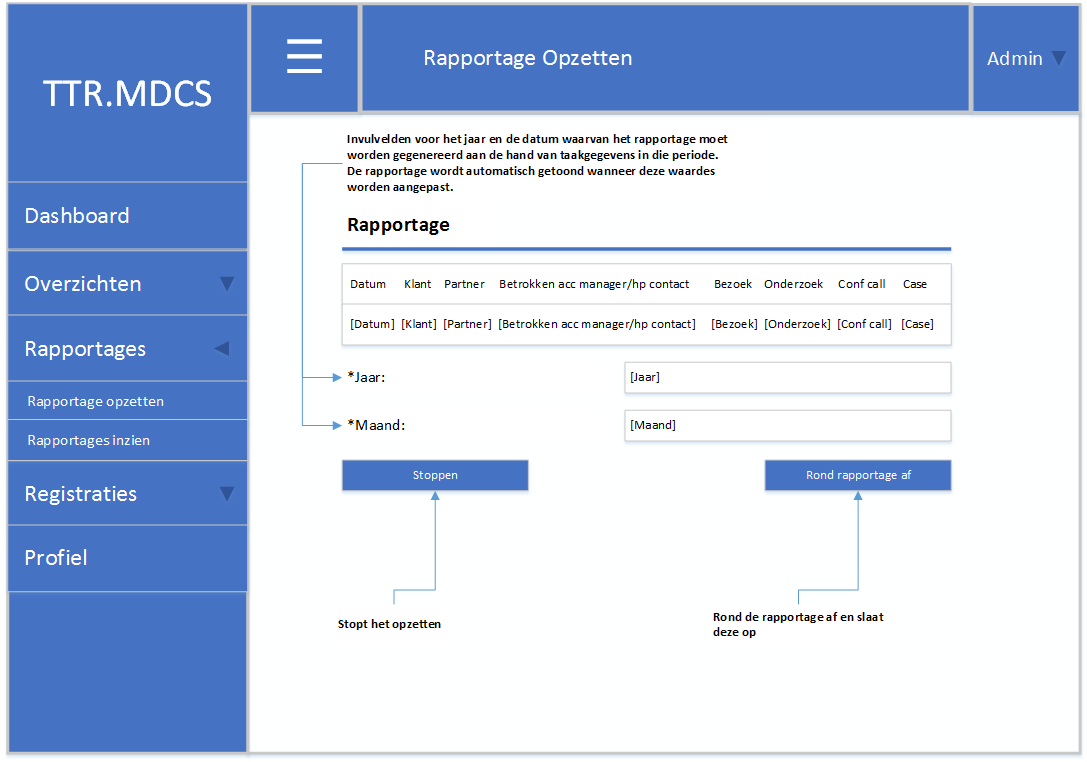 TTR.MDCS
Rapportage Opzetten
Admin
Dashboard
Overzichten
Rapportages
Rapportage opzetten
Rapportages inzien
Registraties
Profiel
Invulvelden voor het jaar en de datum waarvan het rapportage moet
worden gegenereerd aan de hand van taakgegevens in die periode.
De rapportage wordt automatisch getoond wanneer deze waardes
worden aangepast.
Rapportage
Datum Klant Partner Betrokken acc manager/hp contact Bezoek Onderzoek Conf call Case
[Datum] [Klant] [Partner] [Betrokken acc manager/hp contact] [Bezoek] [Onderzoek] [Conf call] [Case]
*Jaar: [Jaar]
*Maand: [Maand]
Stoppen Rond rapportage af
Stopt het opzetten
Rond de rapportage af en slaat
deze op